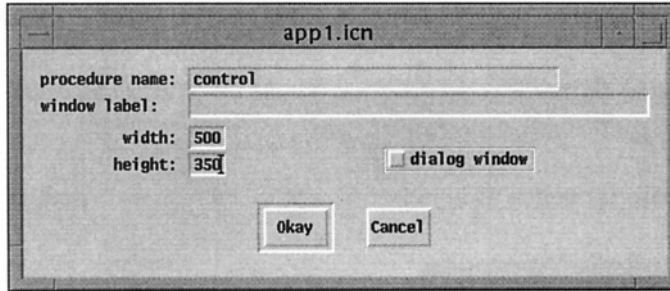 app1.icn
procedure name: control
window label:
width: 500
height: 350
dialog window
Okay Cancel